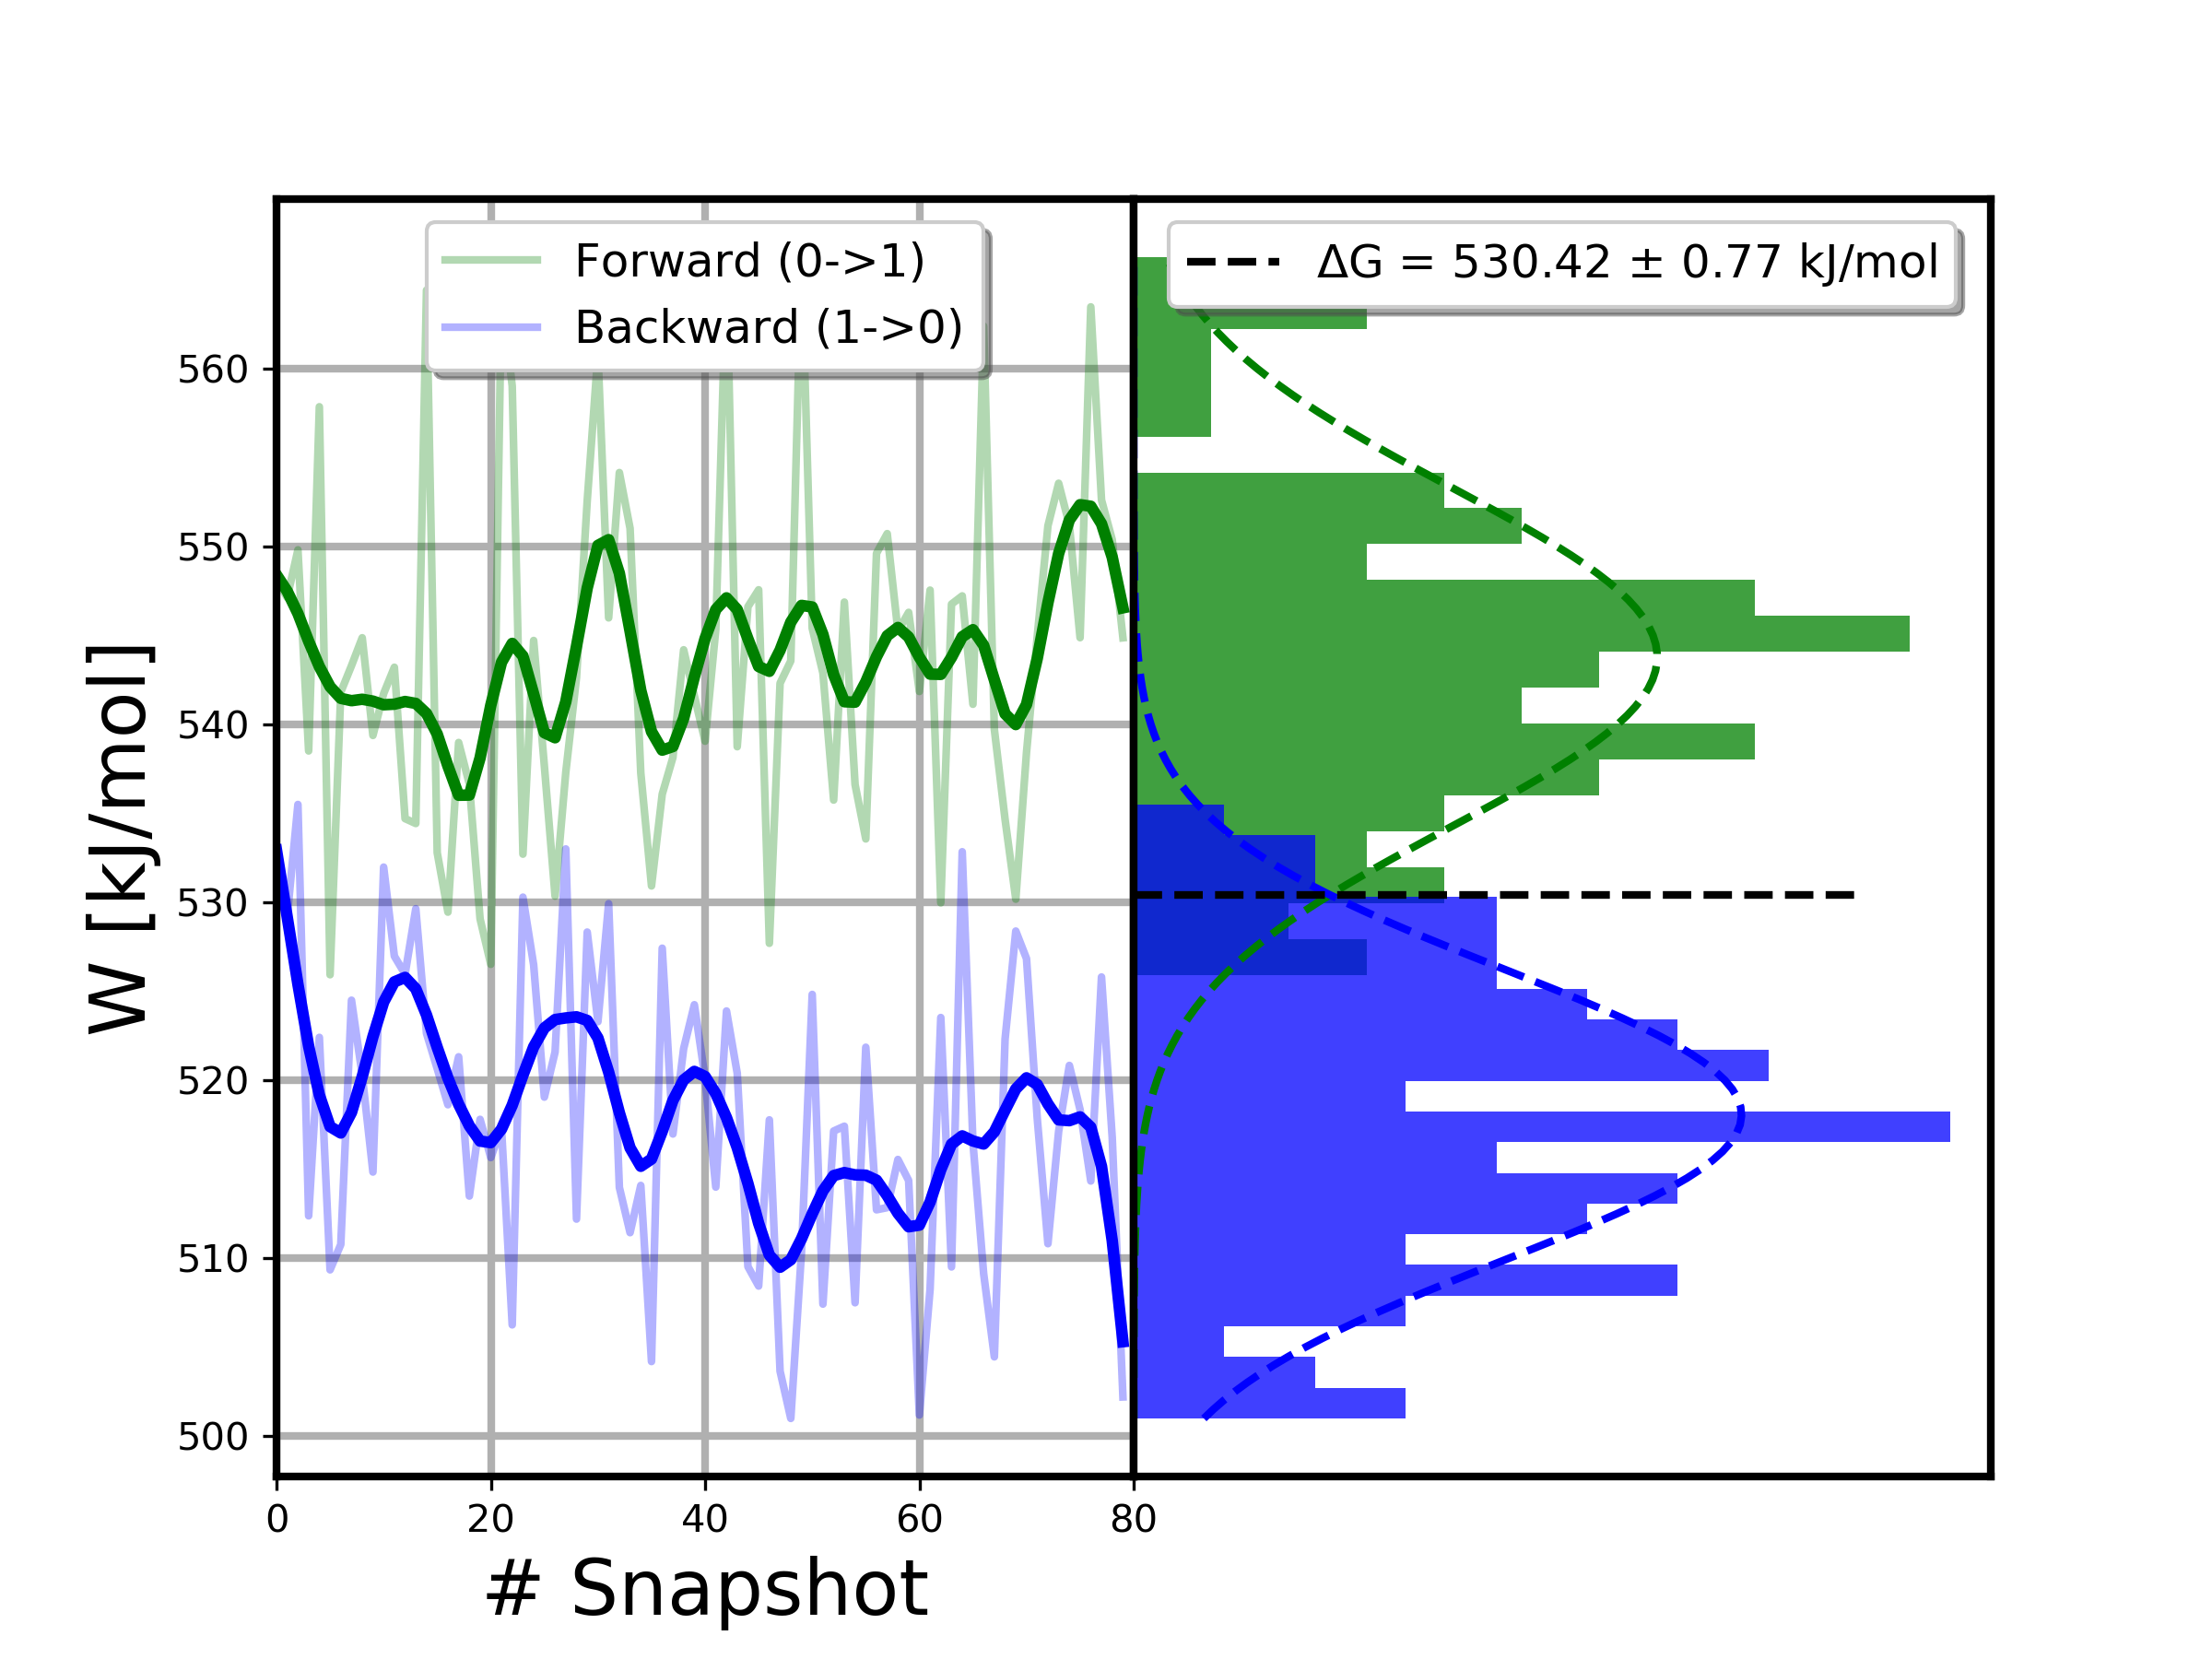 Forward (0->1)
Backward (1->0)
ΔG = 530.42 ± 0.77 kJ/mol
W [kJ/mol]
560
550
540
530
520
510
500
0 20 40 60 80
# Snapshot